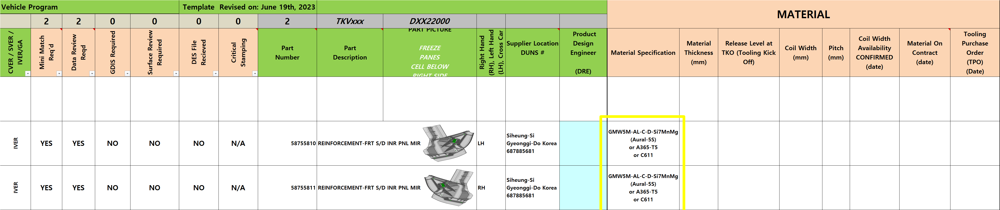 Vehicle Program
Template Revised on: June 19th, 2023
MATERIAL
2
2
0
0
0
0
2
TKVxxx
DXX22000
CVER / SVER /
IVER/GA
Mini Match
Req'd
Data Review
Reqd
GDIS Required
Surface Review
Required
DES File
Recieved
Critical
Stamping
Part
Number
Part
Description
PART PICTURE
FREEZE
PANES
CELL BELOW
RIGHT SIDE
Right Hand
(RH), Left Hand
(LH), Cross Car
Supplier Location
DUNS #
Product
Design
Engineer
(DRE)
Material Specification
Material
Thickness
(mm)
Release Level at
TKO (Tooling Kick
Off)
Coil Width
(mm)
Pitch
(mm)
Coil Width
Availability
CONFIRMED
(date)
Material On
Contract
(date)
Tooling
Purchase
Order
(TPO)
(Date)
IVER
YES
YES
NO
NO
NO
N/A
58755810
REINFORCEMENT-FRT S/D INR PNL MIR
LH
Siheung-Si
Gyeonggi-Do Korea
687885681
GMW5M-AL-C-D-Si7MnMg
(Aural-5S)
or A365-T5
or C611
IVER
YES
YES
NO
NO
NO
N/A
58755811
REINFORCEMENT-FRT S/D INR PNL MIR
RH
Siheung-Si
Gyeonggi-Do Korea
687885681
GMW5M-AL-C-D-Si7MnMg
(Aural-5S)
or A365-T5
or C611